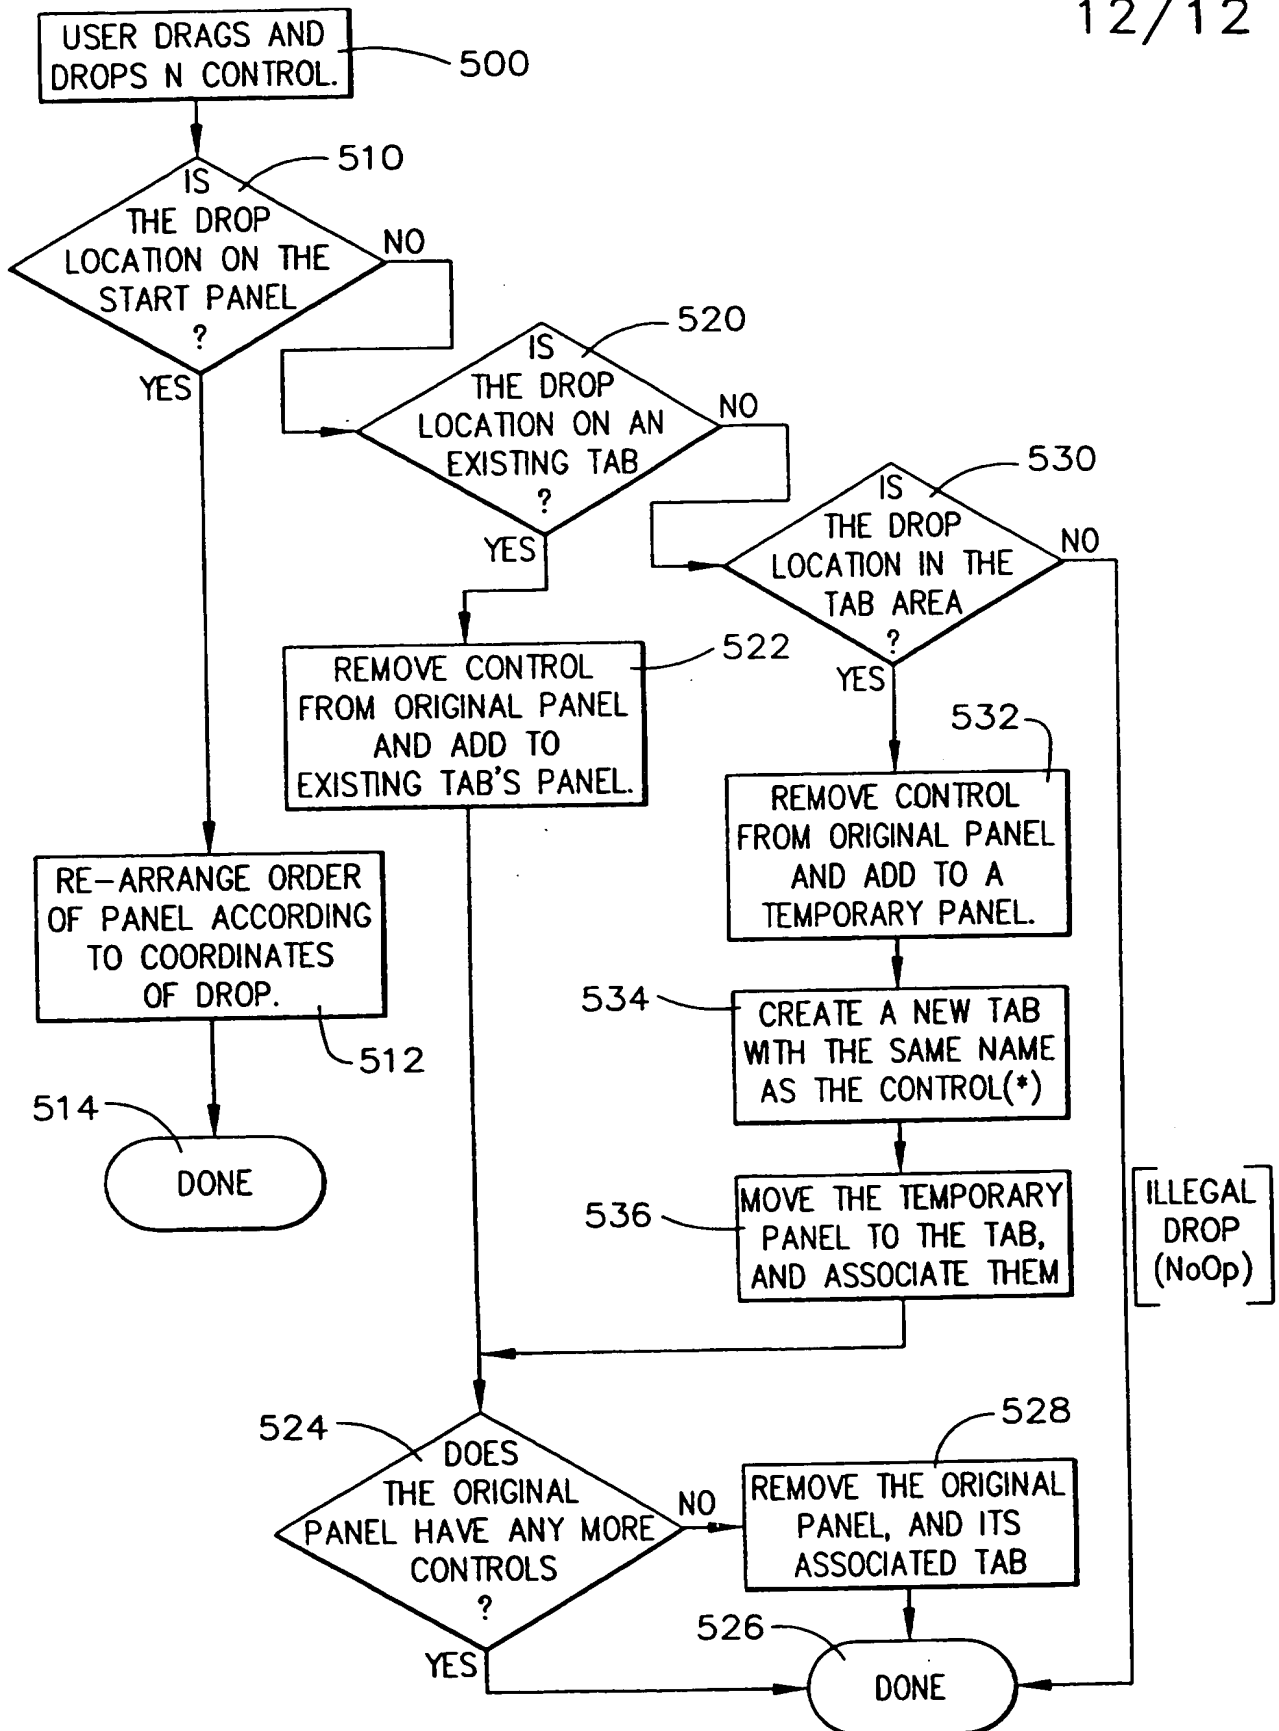 12/12
USER DRAGS AND
DROPS N CONTROL.
500
510
IS
THE DROP
LOCATION ON THE
START PANEL
?
NO
YES
520
IS
THE DROP
LOCATION ON AN
EXISTING TAB
?
NO
YES
530
IS
THE DROP
LOCATION IN THE
TAB AREA
?
NO
YES
522
REMOVE CONTROL
FROM ORIGINAL PANEL
AND ADD TO
EXISTING TAB'S PANEL.
532
REMOVE CONTROL
FROM ORIGINAL PANEL
AND ADD TO A
TEMPORARY PANEL.
RE-ARRANGE ORDER
OF PANEL ACCORDING
TO COORDINATES
OF DROP.
512
534
CREATE A NEW TAB
WITH THE SAME NAME
AS THE CONTROL(*)
514
DONE
536
MOVE THE TEMPORARY
PANEL TO THE TAB,
AND ASSOCIATE THEM
ILLEGAL
DROP
(NoOp)
524
DOES
THE ORIGINAL
PANEL HAVE ANY MORE
CONTROLS
?
NO
YES
528
REMOVE THE ORIGINAL
PANEL, AND ITS
ASSOCIATED TAB
526
DONE